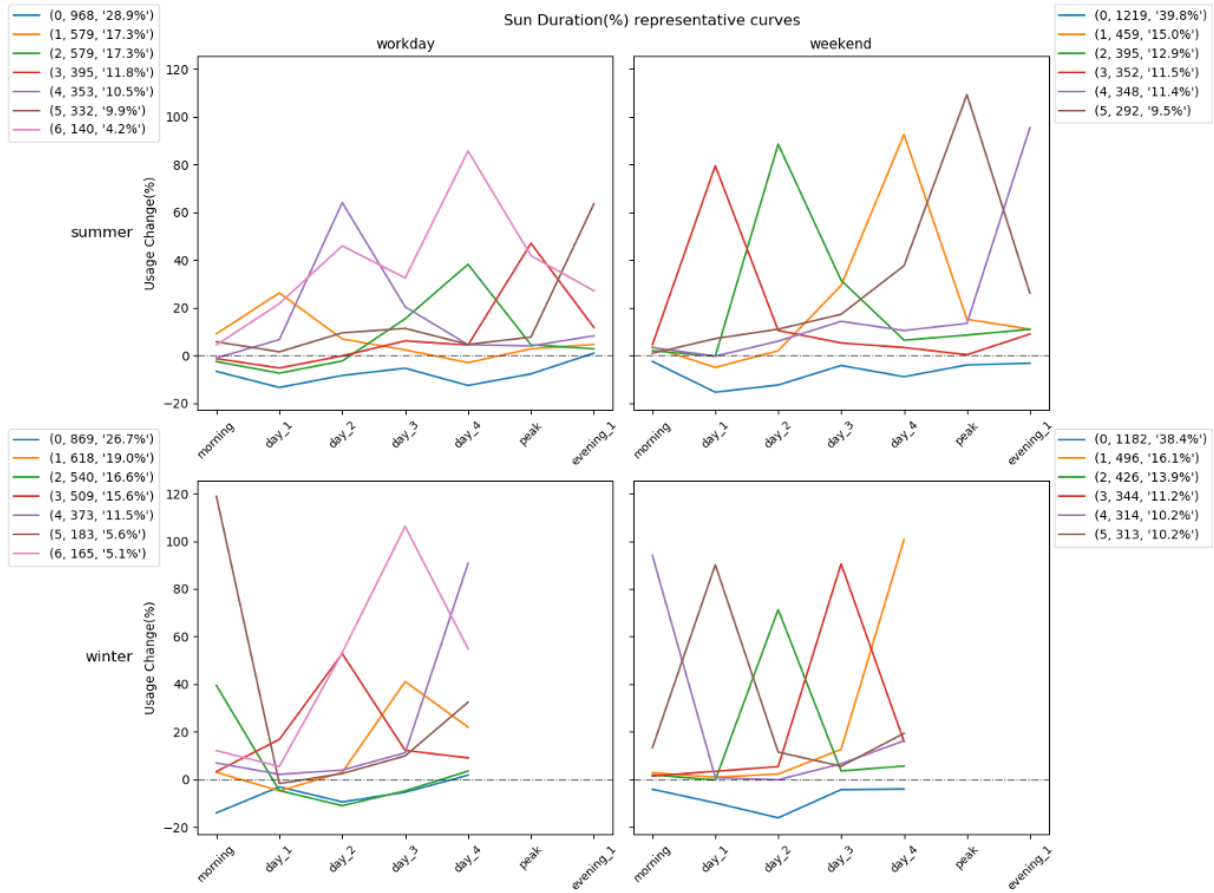 Sun Duration(%) representative curves
(0, 968, '28.9%')
(1, 579, '17.3%')
(2, 579, '17.3%')
(3, 395, '11.8%')
(4, 353, '10.5%')
(5, 332, '9.9%')
(6, 140, '4.2%')
workday
weekend
(0, 1219, '39.8%')
(1, 459, '15.0%')
(2, 395, '12.9%')
(3, 352, '11.5%')
(4, 348, '11.4%')
(5, 292, '9.5%')
summer
Usage Change(%)
120
100
80
60
40
20
0
−20
morning
day_1
day_2
day_3
day_4
peak
evening_1
morning
day_1
day_2
day_3
day_4
peak
evening_1
(0, 869, '26.7%')
(1, 618, '19.0%')
(2, 540, '16.6%')
(3, 509, '15.6%')
(4, 373, '11.5%')
(5, 183, '5.6%')
(6, 165, '5.1%')
(0, 1182, '38.4%')
(1, 496, '16.1%')
(2, 426, '13.9%')
(3, 344, '11.2%')
(4, 314, '10.2%')
(5, 313, '10.2%')
winter
Usage Change(%)
120
100
80
60
40
20
0
−20
morning
day_1
day_2
day_3
day_4
peak
evening_1
morning
day_1
day_2
day_3
day_4
peak
evening_1